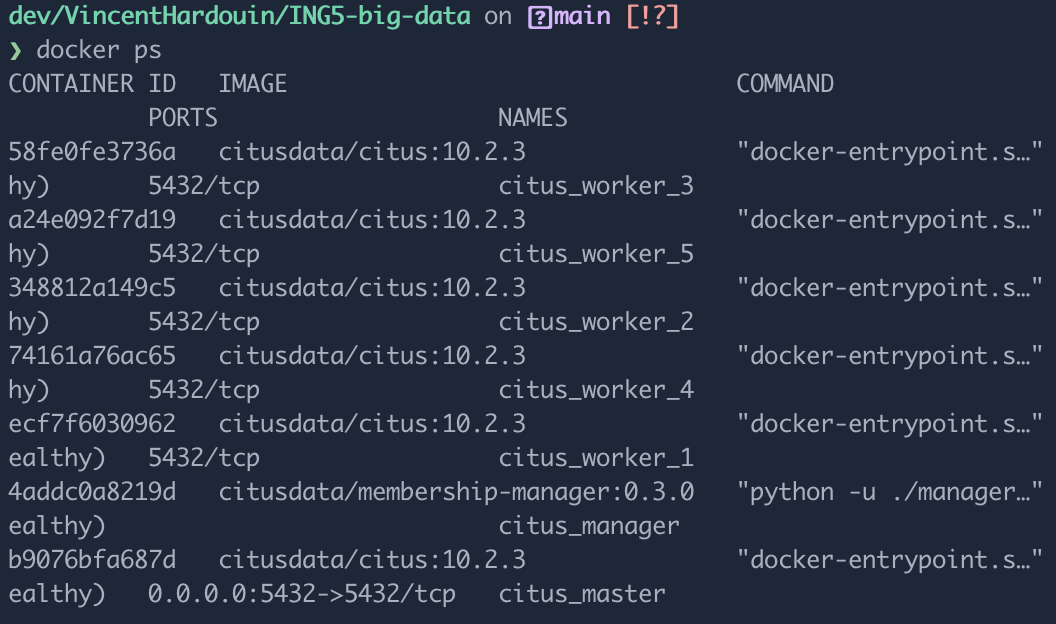 dev/VincentHardouin/ING5-big-data on ?main [!?]
❯ docker ps
CONTAINER ID   IMAGE                                COMMAND
          PORTS                    NAMES
58fe0fe3736a   citusdata/citus:10.2.3               "docker-entrypoint.s…"
hy)       5432/tcp                 citus_worker_3
a24e092f7d19   citusdata/citus:10.2.3               "docker-entrypoint.s…"
hy)       5432/tcp                 citus_worker_5
348812a149c5   citusdata/citus:10.2.3               "docker-entrypoint.s…"
hy)       5432/tcp                 citus_worker_2
74161a76ac65   citusdata/citus:10.2.3               "docker-entrypoint.s…"
hy)       5432/tcp                 citus_worker_4
ecf7f6030962   citusdata/citus:10.2.3               "docker-entrypoint.s…"
ealthy)   5432/tcp                 citus_worker_1
4addc0a8219d   citusdata/membership-manager:0.3.0   "python -u ./manager…"
ealthy)                            citus_manager
b9076bfa687d   citusdata/citus:10.2.3               "docker-entrypoint.s…"
ealthy)   0.0.0.0:5432->5432/tcp   citus_master